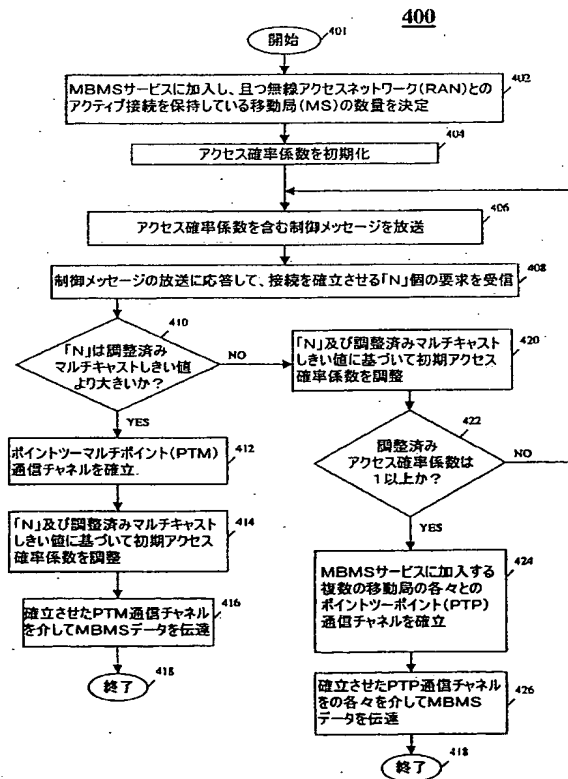 400
開始
401
MBMSサービスに加入し、且つ無線アクセスネットワーク(RAN)との
アクティブ接続を保持している移動局(MS)の数量を決定
402
アクセス確率係数を初期化
404
アクセス確率係数を含む制御メッセージを放送
406
制御メッセージの放送に応答して、接続を確立させる「N」個の要求を受信
408
410
「N」は調整済み
マルチキャストしきい値
より大きいか?
NO
YES
ポイントツーマルチポイント(PTM)
通信チャネルを確立.
412
「N」及び調整済みマルチキャスト
しきい値に基づいて初期アクセス
確率係数を調整
414
確立させたPTM通信チャネル
を介してMBMSデータを伝達
416
418
終了
「N」及び調整済みマルチキャスト
しきい値に基づいて初期アクセス
確率係数を調整
420
422
調整済み
アクセス確率係数は
1以上か?
NO
YES
MBMSサービスに加入する
複数の移動局の各々との
ポイントツーポイント(PTP)
通信チャネルを確立
424
確立させたPTP通信チャネル
をの各々を介してMBMS
データを伝達
426
418
終了